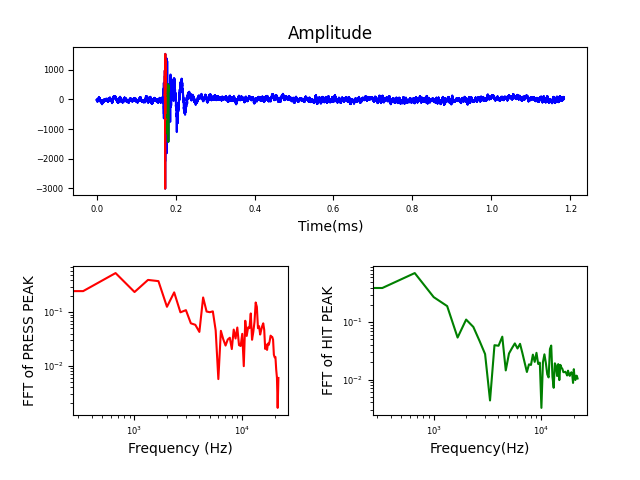 Amplitude
1000
0
−1000
−2000
−3000
0.0 0.2 0.4 0.6 0.8 1.0 1.2
Time(ms)
FFT of PRESS PEAK
10⁻¹
10⁻²
10³ 10⁴
Frequency (Hz)
FFT of HIT PEAK
10⁻¹
10⁻²
10³ 10⁴
Frequency(Hz)